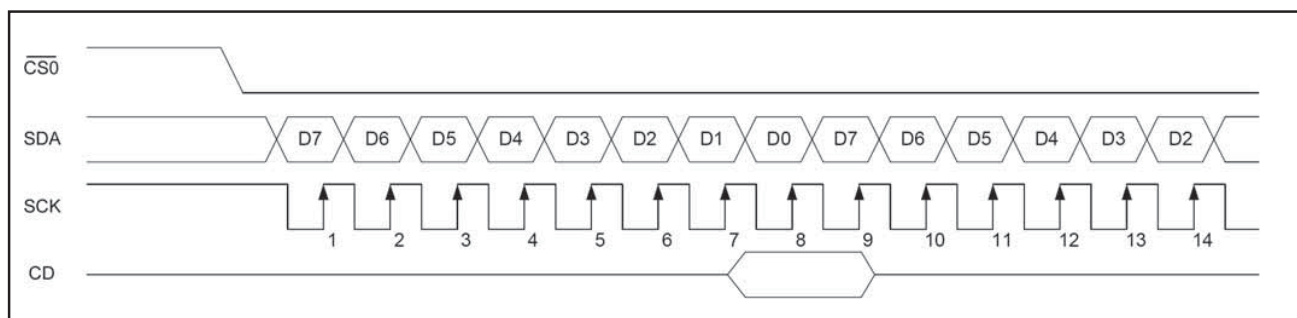 CS0
SDA D7 D6 D5 D4 D3 D2 D1 D0 D7 D6 D5 D4 D3 D2
SCK
1 2 3 4 5 6 7 8 9 10 11 12 13 14
CD